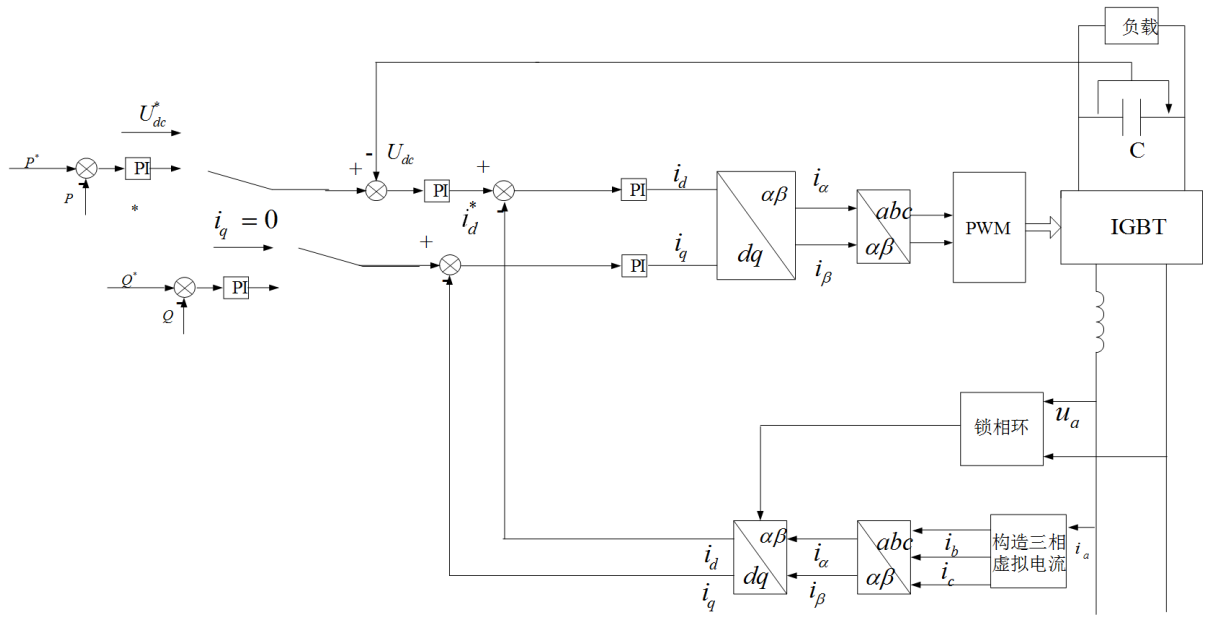 负载
C
U*dc
P*
PI
P
*
iq = 0
Q*
PI
Q
+
-
Udc
PI
+
i*d
-
+
-
PI
id
PI
iq
αβ
dq
iα
iβ
abc
αβ
PWM
IGBT
锁相环
ua
αβ
dq
id
iq
iα
iβ
abc
αβ
ib
ic
构造三相
虚拟电流
ia